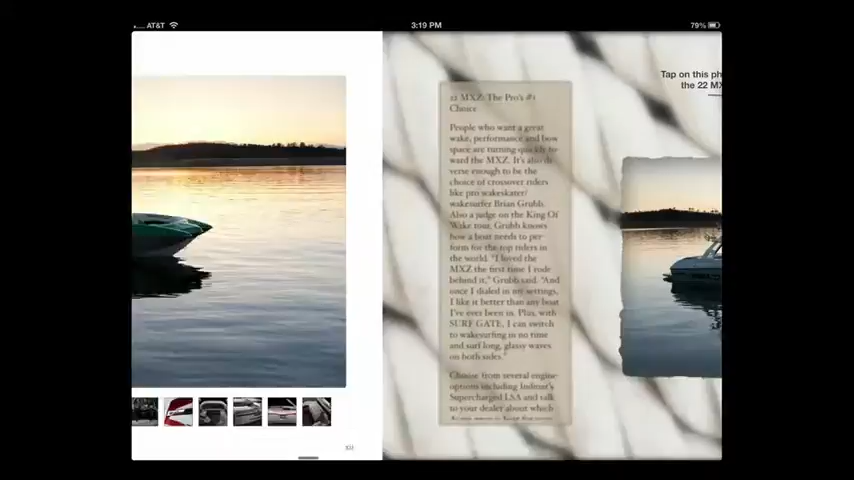 AT&T
3:19 PM
79%
Tap on this ph
the 22 MX
22 MXZ: The Pro's #1
Choice
People who want a great
wake, performance and bow
space are turning quickly to
ward the MXZ. It's also di
verse enough to be the
choice of crossover riders
like pro wakeskater/
wakesurfer Brian Grubb.
Also a judge on the King Of
Wake tour, Grubb knows
how a boat needs to per
form for the top riders in
the world. "I loved the
MXZ the first time I rode
behind it," Grubb said. "And
once I dialed in my settings,
I like it better than any boat
I've ever been in. Plus, with
SURF GATE, I can switch
to wakesurfing in no time
and surf long, glassy waves
on both sides."
Choose from several engine
options including Indmar's
Supercharged LSA and talk
to your dealer about which